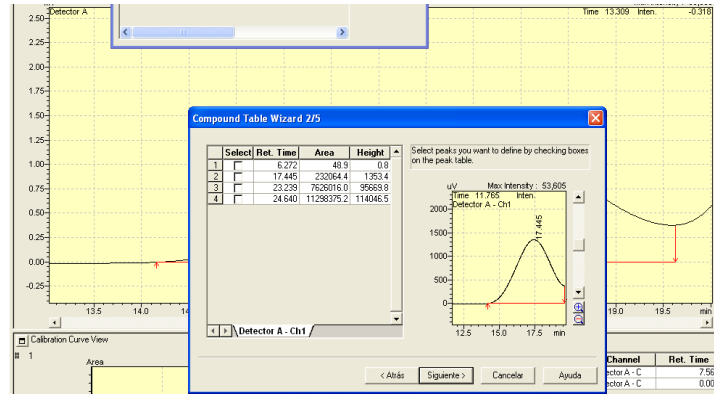 Detector A
Time 13.309 Inten. -0.318
2.50
2.25
2.00
1.75
1.50
1.25
1.00
0.75
0.50
0.25
0.00
-0.25
13.5 14.0 14 19.0 19.5 min
Compound Table Wizard 2/5
Select Ret. Time Area Height
1 6.272 48.9 0.8
2 17.445 232064.4 1353.4
3 23.239 7626016.0 95669.8
4 24.640 11298375.2 114046.5
Detector A - Ch1
Select peaks you want to define by checking boxes
on the peak table.
uV Max Intensity : 53,605
Time 11.765 Inten.
Detector A - Ch1
2000
1500
1000
500
0
17.445
12.5 15.0 17.5 min
< Atrás Siguiente > Cancelar Ayuda
Calibration Curve View
# 1
Area
Channel Ret. Time
ector A - C 7.56
ector A - C 0.00